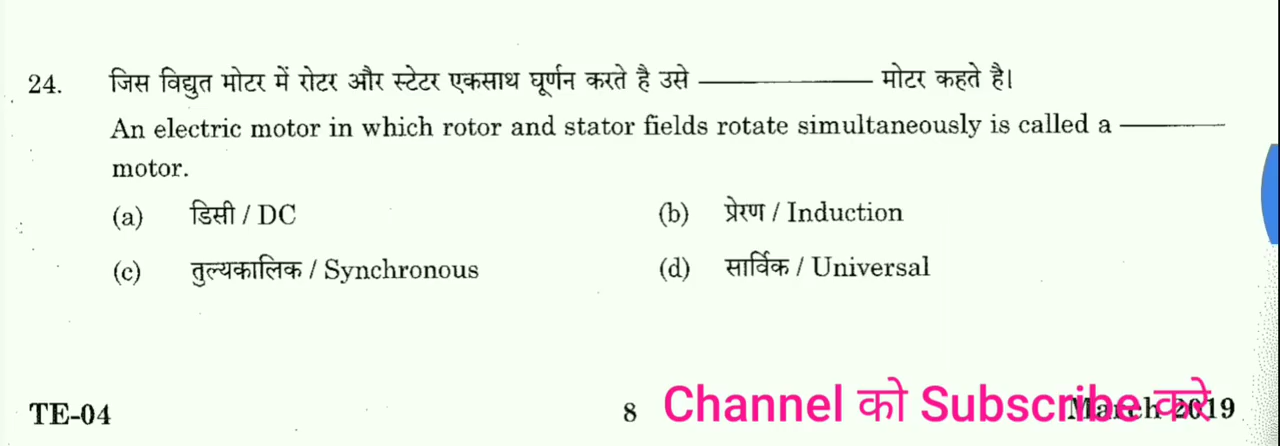 24. जिस विद्युत मोटर में रोटर और स्टेटर एकसाथ घूर्णन करते है उसे ———— मोटर कहते है।
An electric motor in which rotor and stator fields rotate simultaneously is called a ———
motor.
(a) डिसी / DC (b) प्रेरण / Induction
(c) तुल्यकालिक / Synchronous (d) सार्विक / Universal
TE-04 8 Channel को Subscribe करे March 2019